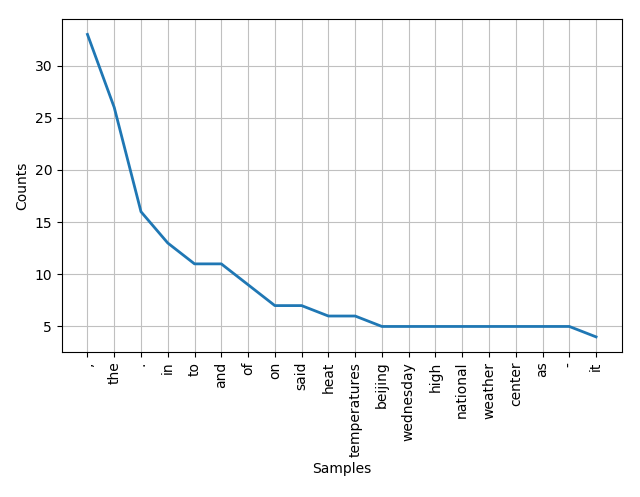 Counts
30
25
20
15
10
5
,
the
.
in
to
and
of
on
said
heat
temperatures
beijing
wednesday
high
national
weather
center
as
-
it
Samples